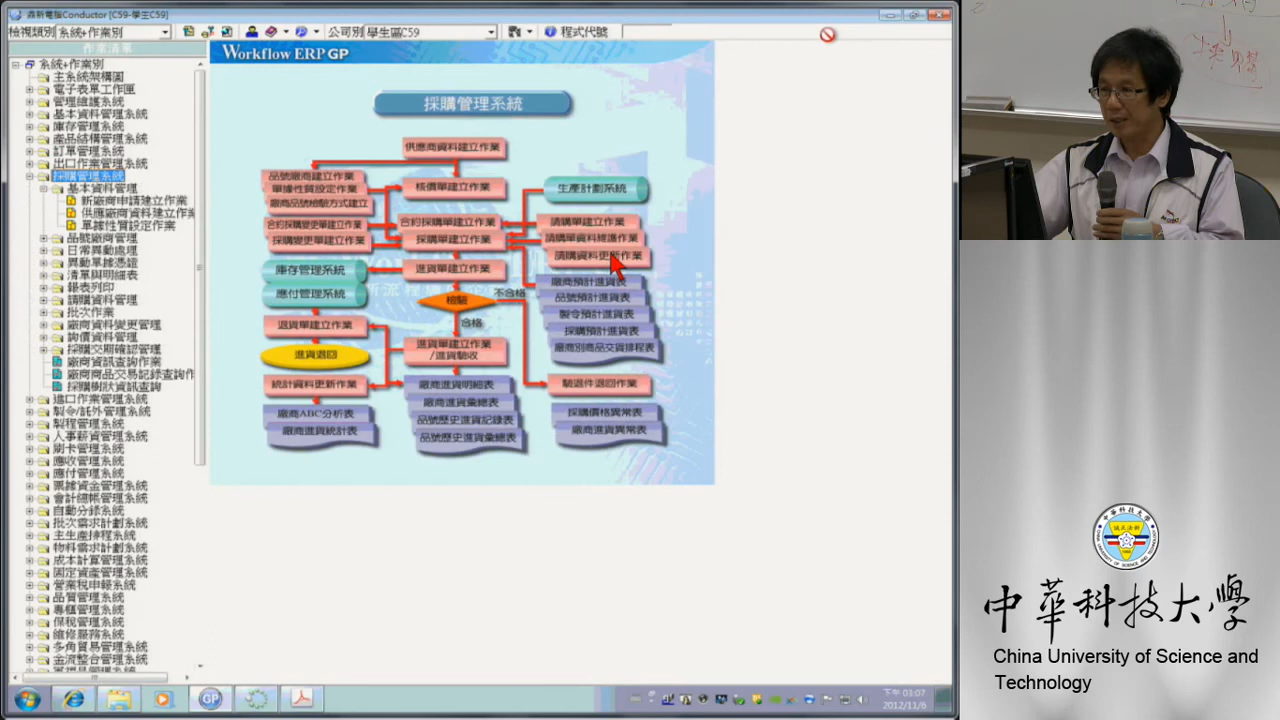 鼎新電腦Conductor [C59-學生C59]
檢視類別 系統+作業別
公司別 學生區C59
程式代號
作業清單
系統+作業別
主系統架構圖
電子表單工作匣
管理維護系統
基本資料管理系統
庫存管理系統
產品結構管理系統
訂單管理系統
出口作業管理系統
採購管理系統
基本資料管理
新廠商申請建立作業
供應廠商資料建立作業
單據性質設定作業
品號廠商管理
日常異動處理
異動單據憑證
清單與明細表
報表列印
請購資料管理
批次作業
廠商資料變更管理
詢價資料管理
採購交期確認管理
廠商資訊查詢作業
廠商商品交易記錄查詢作
採購樹狀資訊查詢
進口作業管理系統
製令/託外管理系統
製程管理系統
人事薪資管理系統
刷卡管理系統
應收管理系統
應付管理系統
票據資金管理系統
會計總帳管理系統
自動分錄系統
批次需求計劃系統
主生產排程系統
物料需求計劃系統
成本計算管理系統
固定資產管理系統
營業稅申報系統
品質管理系統
專櫃管理系統
保稅管理系統
維修服務系統
多角貿易管理系統
金流整合管理系統
Workflow ERP GP
採購管理系統
供應商資料建立作業
品號廠商建立作業
單據性質設定作業
廠商品號檢驗方式建立
核價單建立作業
生產計劃系統
合約採購變更單建立作業
採購變更單建立作業
合約採購單建立作業
採購單建立作業
請購單建立作業
請購單資料維護作業
請購資料更新作業
庫存管理系統
應付管理系統
進貨單建立作業
廠商預計進貨表
品號預計進貨表
製令預計進貨表
採購預計進貨表
廠商別商品交貨排程表
檢驗
不合格
合格
退貨單建立作業
進貨退回
統計資料更新作業
進貨單建立作業
/進貨驗收
驗退件退回作業
廠商ABC分析表
廠商進貨統計表
廠商進貨明細表
廠商進貨彙總表
品號歷史進貨記錄表
品號歷史進貨彙總表
採購價格異常表
廠商進貨異常表
GP
下午 03:07
2012/11/6
中華科技大學
China University of Science and
Technology